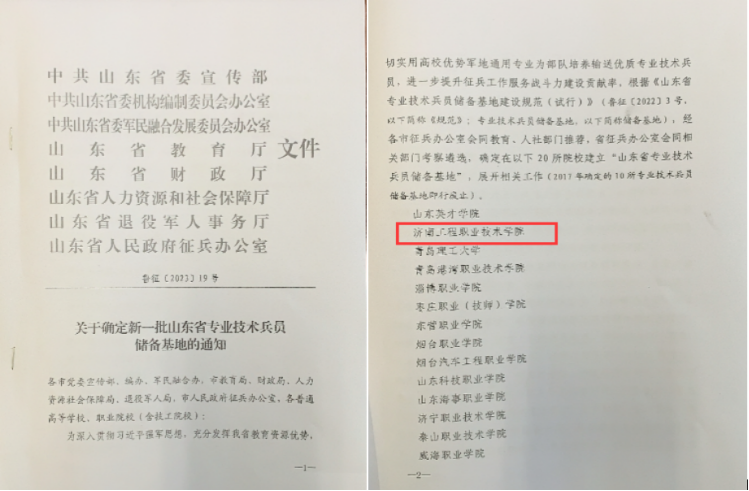 中共山东省委宣传部
中共山东省委机构编制委员会办公室
中共山东省委军民融合发展委员会办公室
山东省教育厅
文件
山东省财政厅
山东省人力资源和社会保障厅
山东省退役军人事务厅
山东省人民政府征兵办公室
鲁征〔2023〕19号
关于确定新一批山东省专业技术兵员
储备基地的通知
各市党委宣传部、编办、军民融合办，市教育局、财政局、人力
资源社会保障局、退役军人局，市人民政府征兵办公室，各普通
高等学校、职业院校（含技工院校）：
为深入贯彻习近平强军思想，充分发挥我省教育资源优势，
—1—
切实用高校优势军地通用专业为部队培养输送优质专业技术兵
员，进一步提升征兵工作服务战斗力建设贡献率，根据《山东省
专业技术兵员储备基地建设规范（试行）》（鲁征〔2022〕3号，
以下简称《规范》；专业技术兵员储备基地，以下简称储备基地），经
各市征兵办公室会同教育、人社部门推荐，省征兵办公室会同相
关部门考察遴选，确定在以下20所院校建立“山东省专业技术
兵员储备基地”，展开相关工作（2017年确定的10所专业技术兵员
储备基地即行废止）。
山东英才学院
济南工程职业技术学院
青岛理工大学
青岛港湾职业技术学院
淄博职业学院
枣庄职业（技师）学院
东营职业学院
烟台职业学院
烟台汽车工程职业学院
山东科技职业学院
山东海事职业学院
济宁职业技术学院
泰山职业技术学院
威海职业学院
—2—